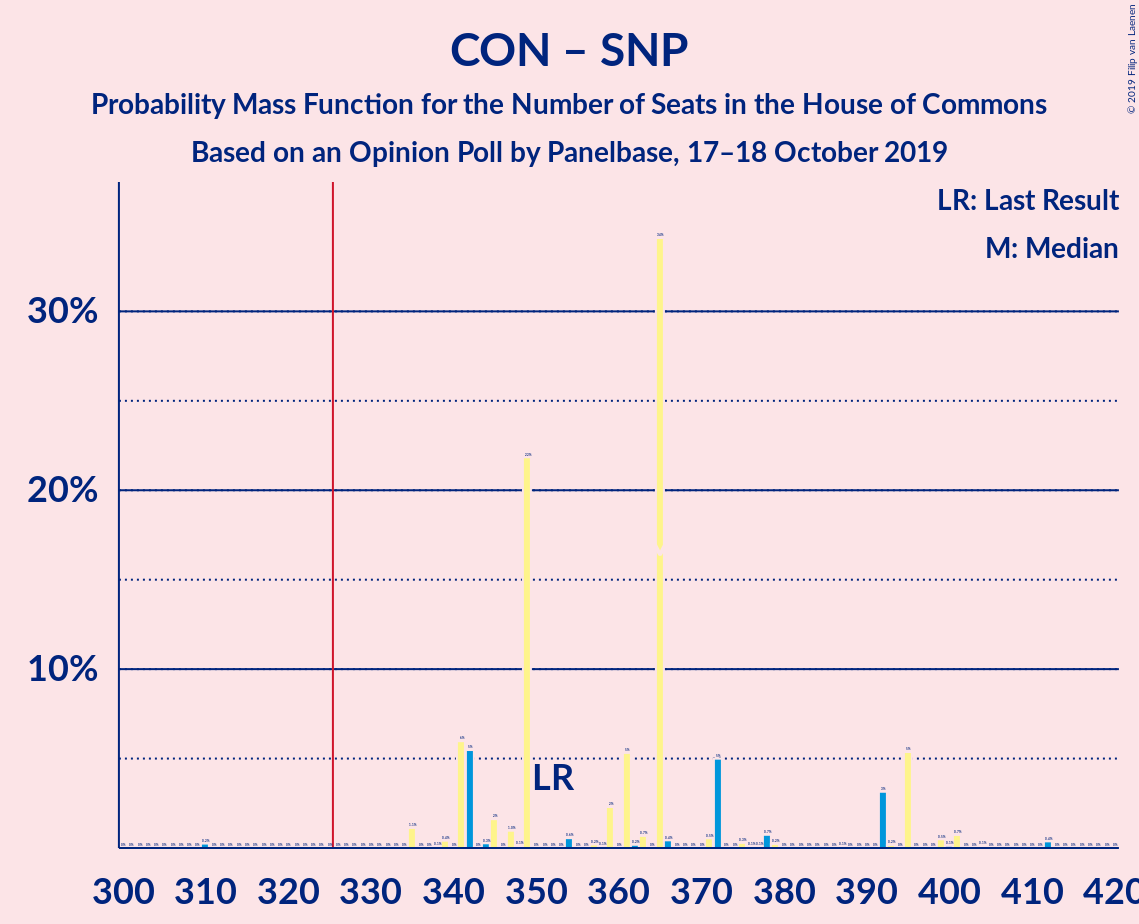 CON – SNP
Probability Mass Function for the Number of Seats in the House of Commons
Based on an Opinion Poll by Panelbase, 17–18 October 2019
© 2019 Filip van Laenen
LR: Last Result
M: Median
30%
20%
10%
LR
300 310 320 330 340 350 360 370 380 390 400 410 420